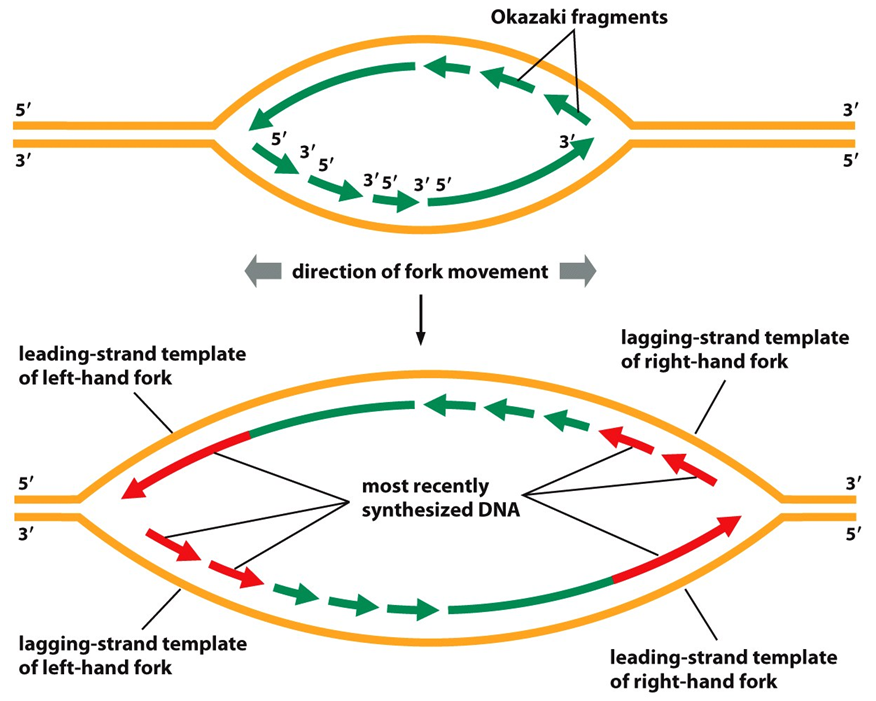 Okazaki fragments
5′
3′
3′
5′
5′
3′
5′
3′ 5′
3′ 5′
3′
direction of fork movement
leading-strand template
of left-hand fork
lagging-strand template
of right-hand fork
5′
3′
most recently
synthesized DNA
3′
5′
lagging-strand template
of left-hand fork
leading-strand template
of right-hand fork